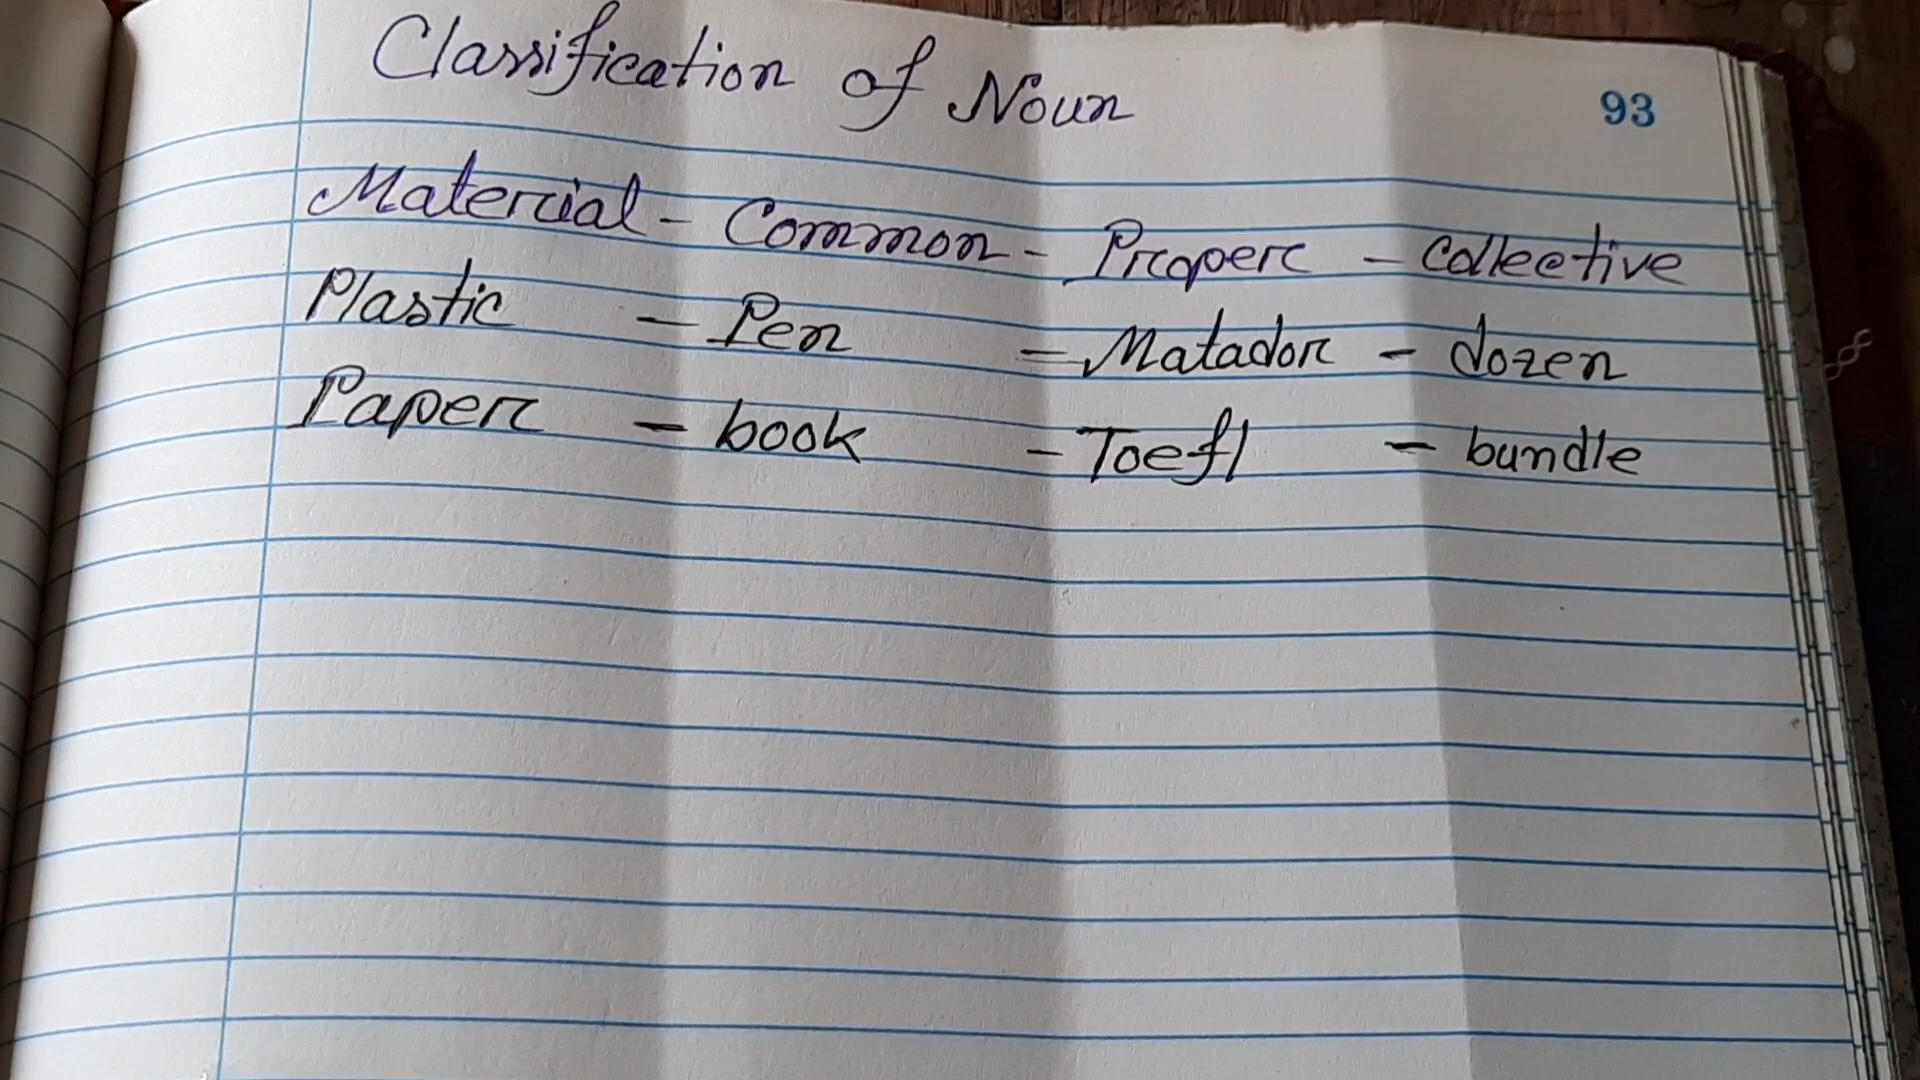 Classification of Noun
93
Material - Common - Proper - Collective
Plastic - Pen = Matador - dozen
Paper - book - Toefl - bundle